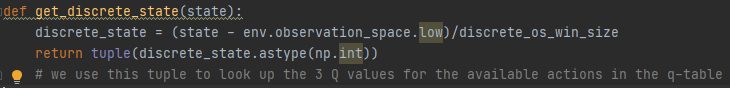 def get_discrete_state(state):
    discrete_state = (state - env.observation_space.low)/discrete_os_win_size
    return tuple(discrete_state.astype(np.int))
    # we use this tuple to look up the 3 Q values for the available actions in the q-table